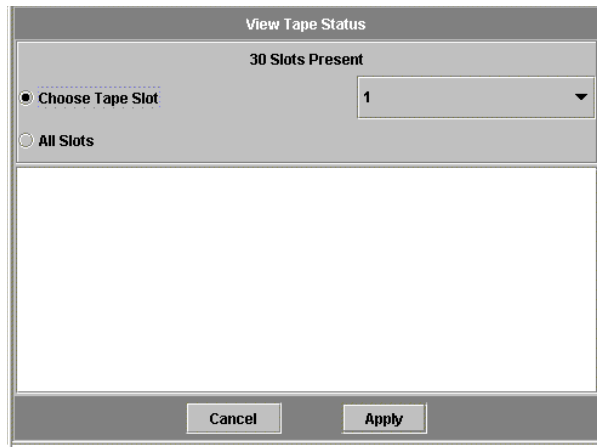 View Tape Status
30 Slots Present
Choose Tape Slot 1
All Slots
Cancel Apply